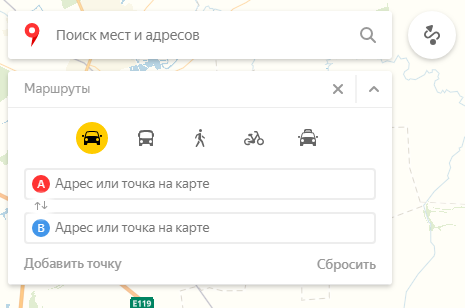 Поиск мест и адресов
Маршруты
A Адрес или точка на карте
B Адрес или точка на карте
Добавить точку Сбросить
E119